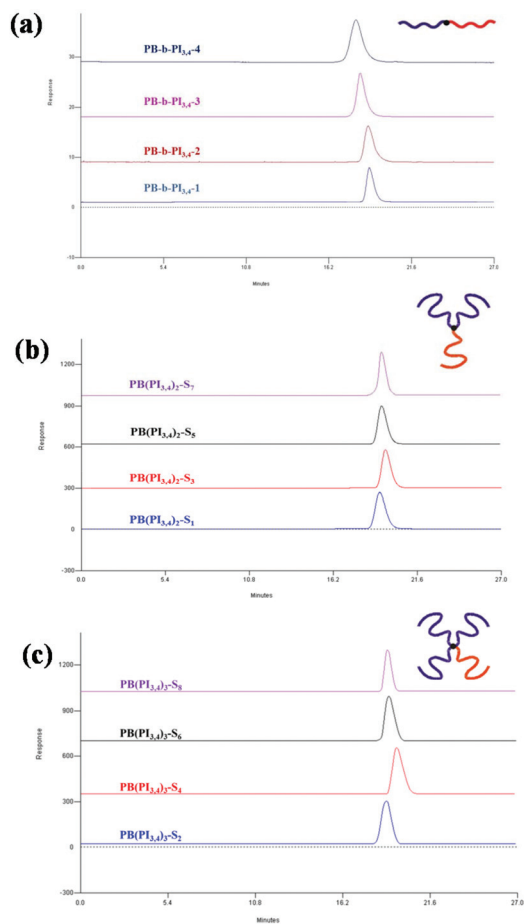 (a)
PB-b-PI3,4-4
PB-b-PI3,4-3
PB-b-PI3,4-2
PB-b-PI3,4-1
Response
30
20
10
0
-10
0.0 5.4 10.8 16.2 21.6 27.0
Minutes
(b)
PB(PI3,4)2-S7
PB(PI3,4)2-S5
PB(PI3,4)2-S3
PB(PI3,4)2-S1
Response
1200
900
600
300
0
-300
0.0 5.4 10.8 16.2 21.6 27.0
Minutes
(c)
PB(PI3,4)3-S8
PB(PI3,4)3-S6
PB(PI3,4)3-S4
PB(PI3,4)3-S2
Response
1200
900
600
300
0
-300
0.0 5.4 10.8 16.2 21.6 27.0
Minutes